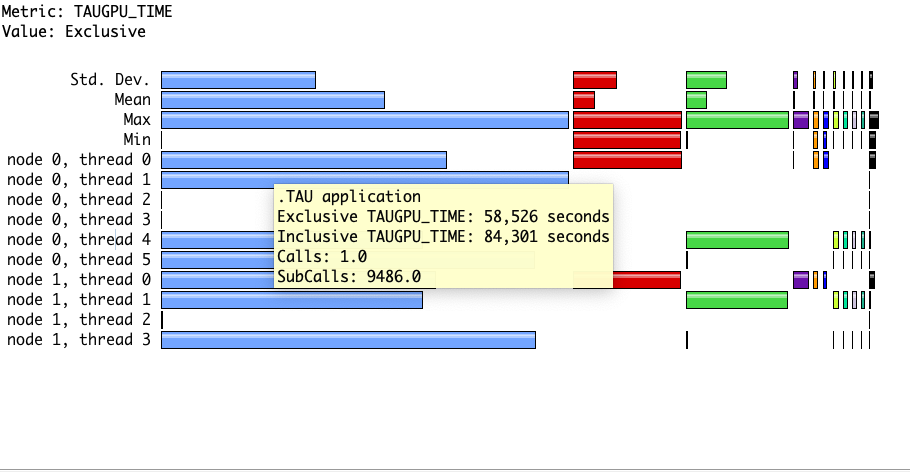 Metric: TAUGPU_TIME
Value: Exclusive
Std. Dev.
Mean
Max
Min
node 0, thread 0
node 0, thread 1
node 0, thread 2
node 0, thread 3
node 0, thread 4
node 0, thread 5
node 1, thread 0
node 1, thread 1
node 1, thread 2
node 1, thread 3
.TAU application
Exclusive TAUGPU_TIME: 58,526 seconds
Inclusive TAUGPU_TIME: 84,301 seconds
Calls: 1.0
SubCalls: 9486.0